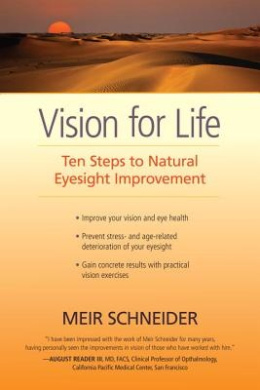 Vision for Life
Ten Steps to Natural
Eyesight Improvement
• Improve your vision and eye health
• Prevent stress- and age-related
deterioration of your eyesight
• Gain concrete results with practical
vision exercises
MEIR SCHNEIDER
"I have been impressed with the work of Meir Schneider for many years,
having personally seen the improvements in vision of those who have worked with him."
—AUGUST READER III, MD, FACS, Clinical Professor of Opthalmology,
California Pacific Medical Center, San Francisco